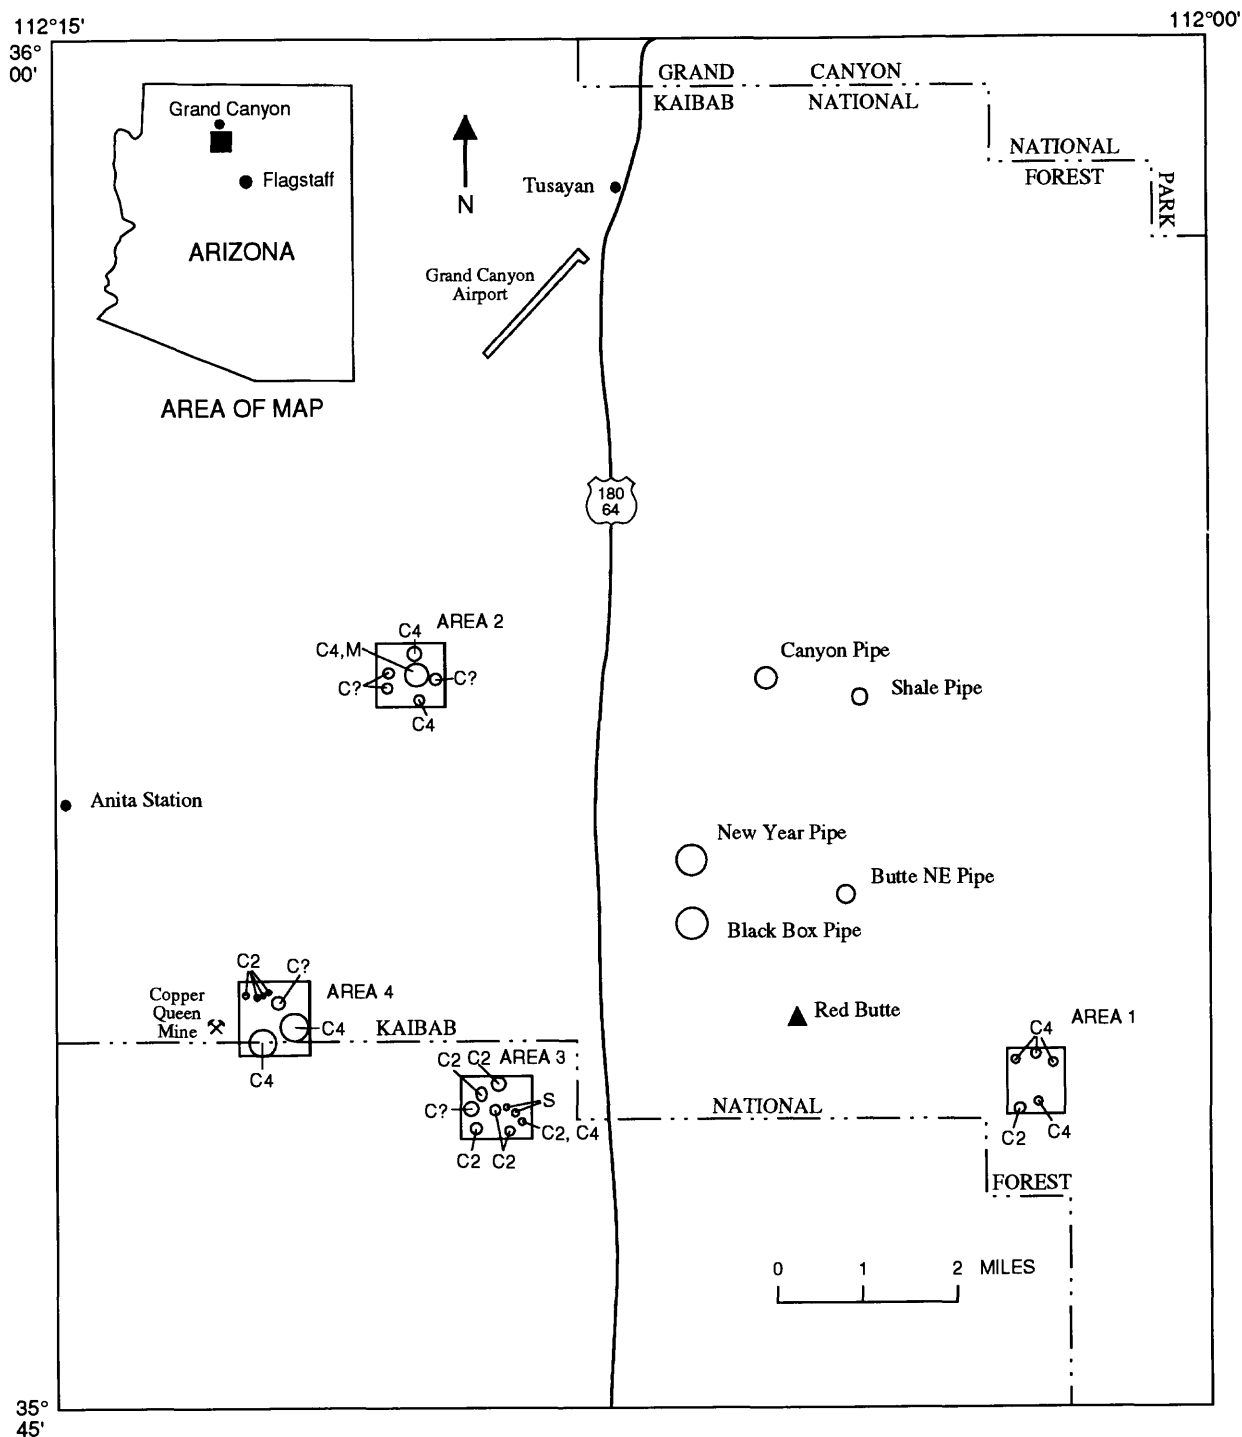 112°15'
112°00'
36°
00'
GRAND CANYON
KAIBAB NATIONAL
NATIONAL
FOREST
PARK
Grand Canyon
Flagstaff
ARIZONA
AREA OF MAP
N
Tusayan
Grand Canyon
Airport
180
64
AREA 2
C4
C4,M
C?
C?
C4
Canyon Pipe
Shale Pipe
Anita Station
New Year Pipe
Butte NE Pipe
Black Box Pipe
C2
C?
AREA 4
Copper
Queen
Mine
C4
C4
KAIBAB
Red Butte
AREA 1
C4
C2
C4
C2 C2 AREA 3
C?
S
C2, C4
C2
C2
NATIONAL
FOREST
0 1 2 MILES
35°
45'